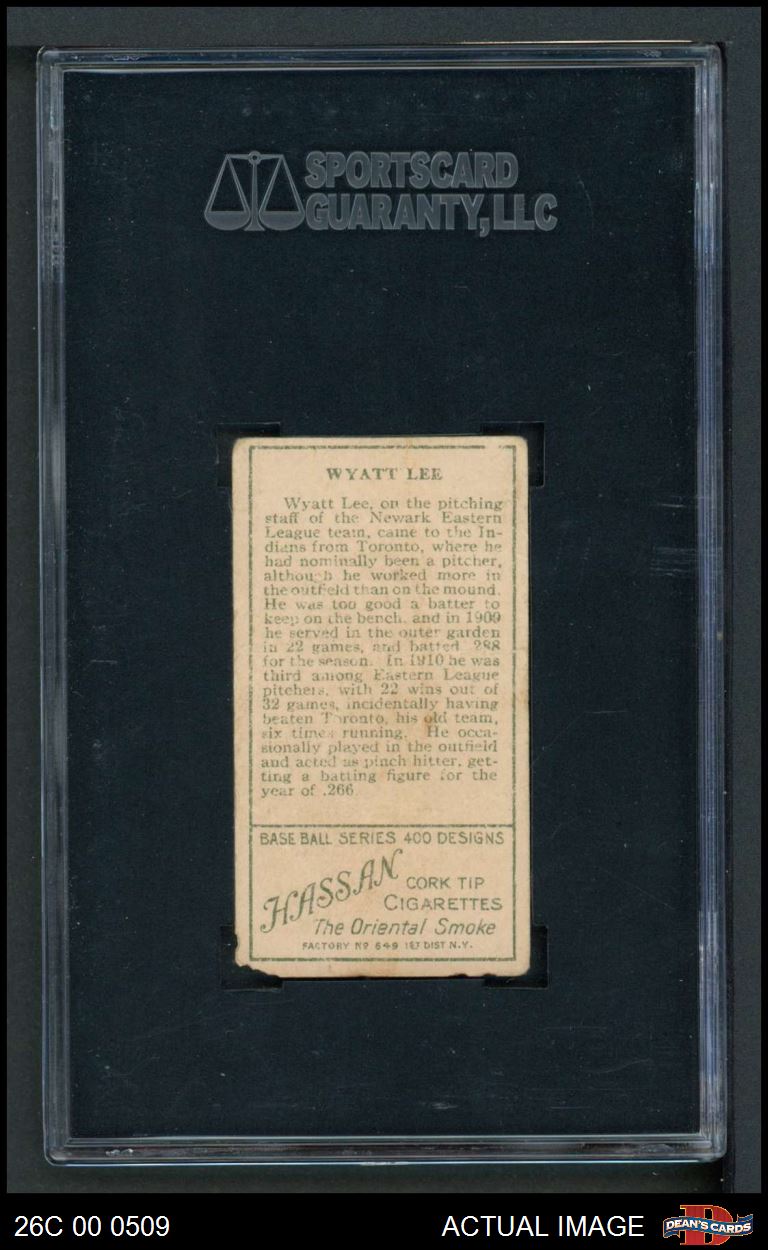 SPORTSCARD
GUARANTY, LLC
WYATT LEE
Wyatt Lee, on the pitching
staff of the Newark Eastern
League team, came to the In-
dians from Toronto, where he
had nominally been a pitcher,
although he worked more in
the outfield than on the mound.
He was too good a batter to
keep on the bench, and in 1909
he served in the outer garden
in 22 games, and batted .288
for the season. In 1910 he was
third among Eastern League
pitchers, with 22 wins out of
32 games, incidentally having
beaten Toronto, his old team,
six times running. He occa-
sionally played in the outfield
and acted as pinch hitter, get-
ting a batting figure for the
year of .266
BASE BALL SERIES 400 DESIGNS
HASSAN
CORK TIP
CIGARETTES
The Oriental Smoke
FACTORY Nº 649 1ST DIST N.Y.
26C 00 0509
ACTUAL IMAGE
D
DEAN'S CARDS